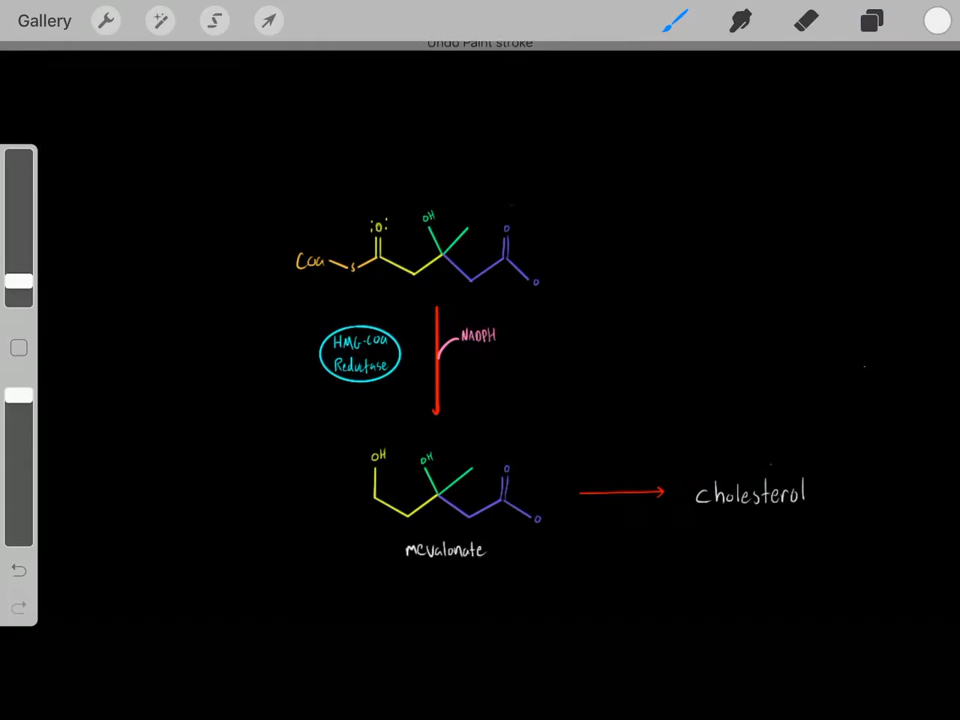 Gallery
Undo Paint stroke
:O:
OH
O
Coa
S
O
HMG-COA
Reductase
NADPH
OH
OH
O
O
cholesterol
mevalonate